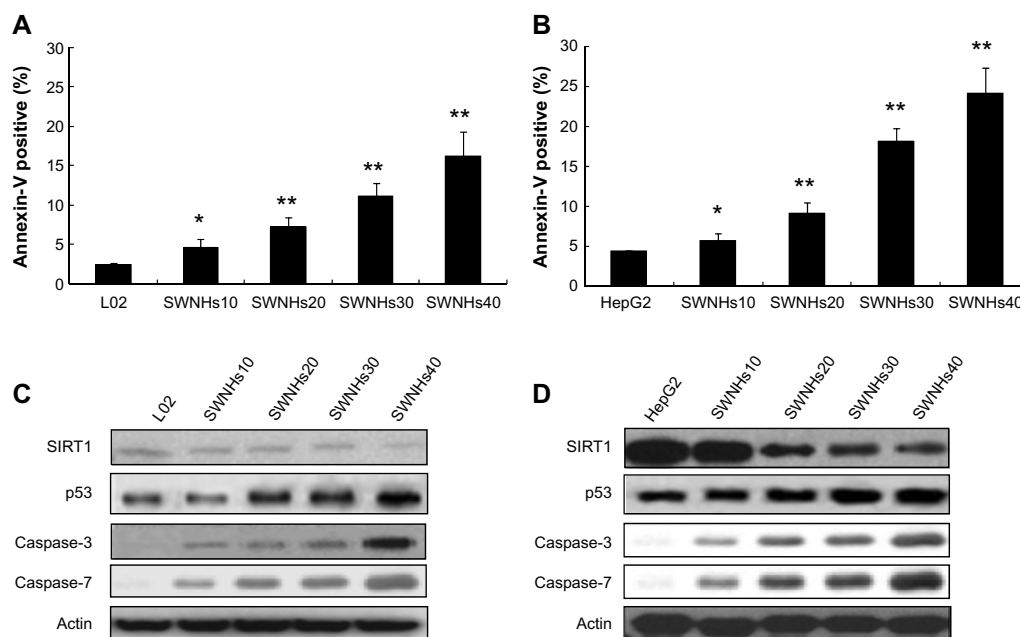 A
Annexin-V positive (%)
30
25
20
15
10
5
0
*
**
**
**
L02 SWNHs10 SWNHs20 SWNHs30 SWNHs40
B
Annexin-V positive (%)
30
25
20
15
10
5
0
*
**
**
**
HepG2 SWNHs10 SWNHs20 SWNHs30 SWNHs40
C
L02 SWNHs10 SWNHs20 SWNHs30 SWNHs40
SIRT1
p53
Caspase-3
Caspase-7
Actin
D
HepG2 SWNHs10 SWNHs20 SWNHs30 SWNHs40
SIRT1
p53
Caspase-3
Caspase-7
Actin